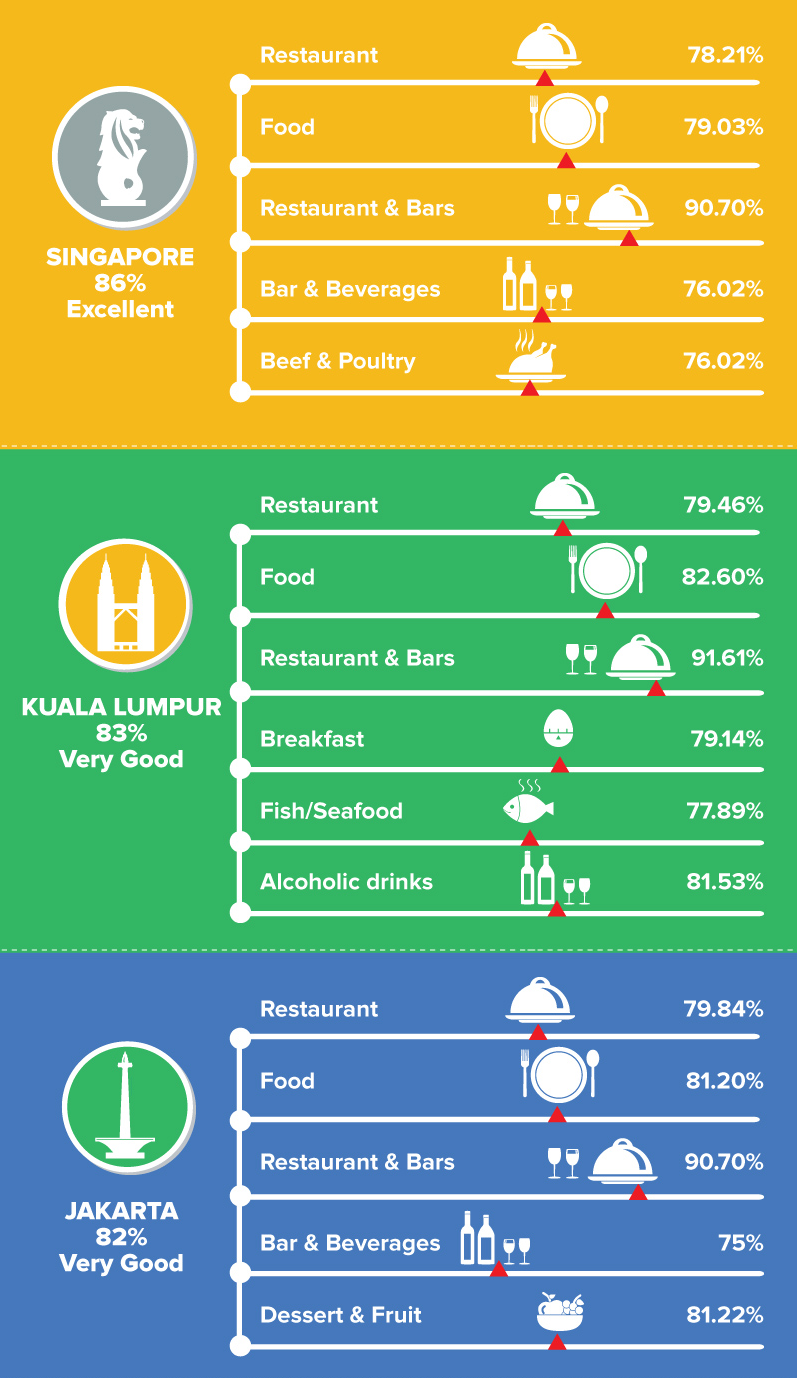 SINGAPORE
86%
Excellent
Restaurant 78.21%
Food 79.03%
Restaurant & Bars 90.70%
Bar & Beverages 76.02%
Beef & Poultry 76.02%
KUALA LUMPUR
83%
Very Good
Restaurant 79.46%
Food 82.60%
Restaurant & Bars 91.61%
Breakfast 79.14%
Fish/Seafood 77.89%
Alcoholic drinks 81.53%
JAKARTA
82%
Very Good
Restaurant 79.84%
Food 81.20%
Restaurant & Bars 90.70%
Bar & Beverages 75%
Dessert & Fruit 81.22%